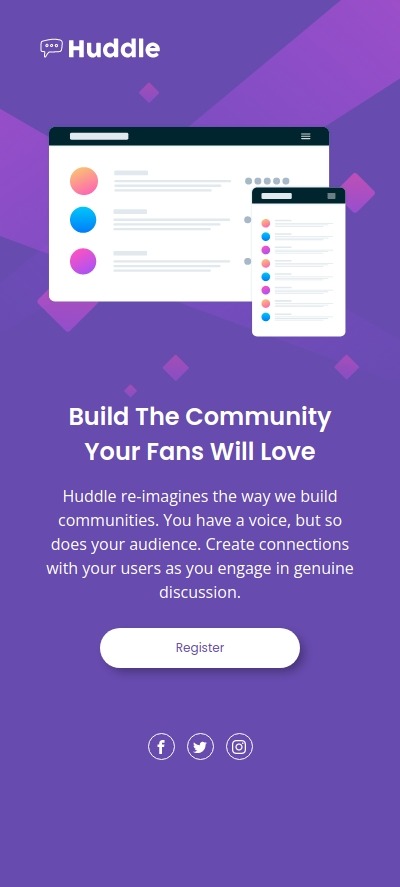 Huddle
Build The Community
Your Fans Will Love
Huddle re-imagines the way we build
communities. You have a voice, but so
does your audience. Create connections
with your users as you engage in genuine
discussion.
Register